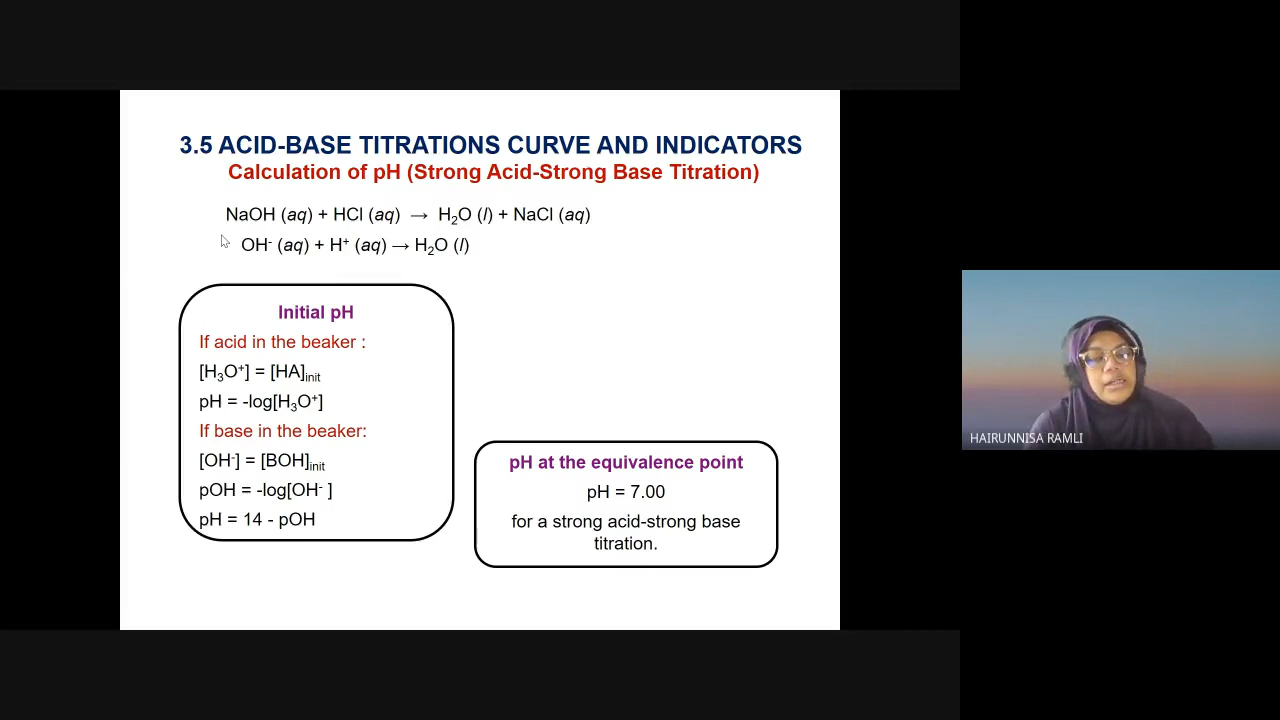 3.5 ACID-BASE TITRATIONS CURVE AND INDICATORS
Calculation of pH (Strong Acid-Strong Base Titration)
NaOH (aq) + HCl (aq) → H₂O (l) + NaCl (aq)
OH⁻ (aq) + H⁺ (aq) → H₂O (l)
Initial pH
If acid in the beaker :
[H₃O⁺] = [HA]init
pH = -log[H₃O⁺]
If base in the beaker:
[OH⁻] = [BOH]init
pOH = -log[OH⁻ ]
pH = 14 - pOH
pH at the equivalence point
pH = 7.00
for a strong acid-strong base
titration.
HAIRUNNISA RAMLI